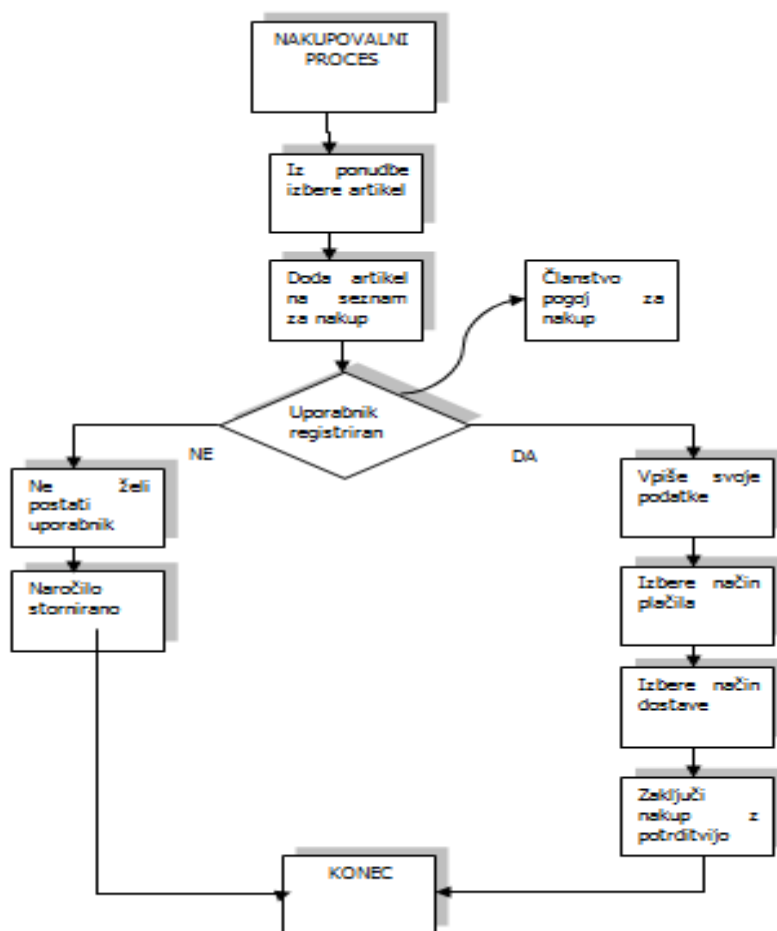 NAKUPOVALNI
PROCES
Iz ponudbe
izbere artikel
Doda artikel
na seznam
za nakup
Članstvo
pogoj za
nakup
Uporabnik
registriran
NE
DA
Ne želi
postati
uporabnik
Naročilo
stornirano
Vpiše svoje
podatke
Izbere način
plačila
Izbere način
dostave
Zaključi
nakup z
potrditvijo
KONEC